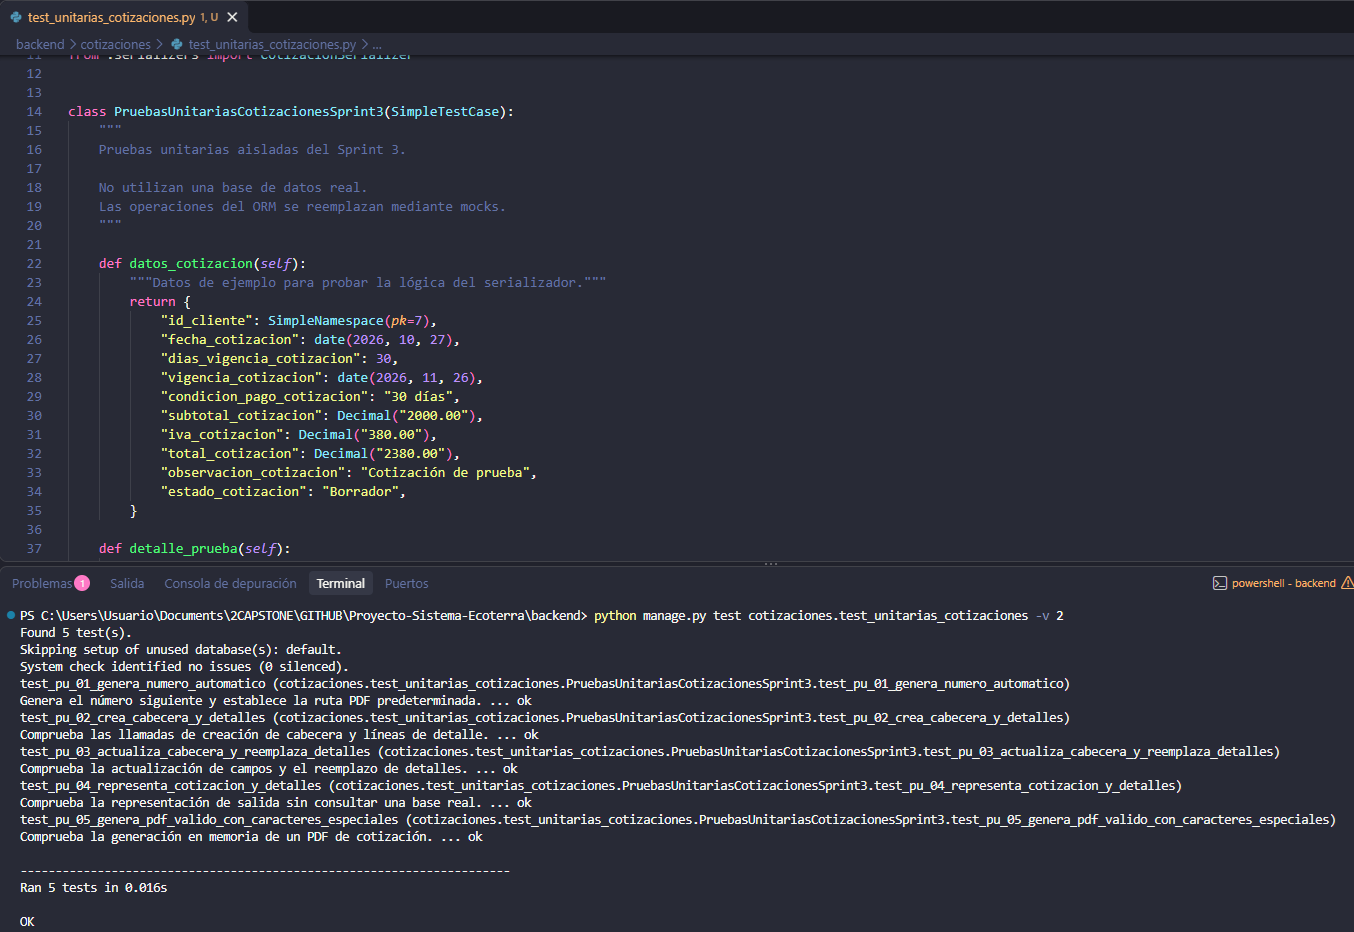 test_unitarias_cotizaciones.py 1, U
backend > cotizaciones > test_unitarias_cotizaciones.py > ...
11 from .serializers import CotizacionSerializer
12
13
14 class PruebasUnitariasCotizacionesSprint3(SimpleTestCase):
15     """
16     Pruebas unitarias aisladas del Sprint 3.
17
18     No utilizan una base de datos real.
19     Las operaciones del ORM se reemplazan mediante mocks.
20     """
21
22     def datos_cotizacion(self):
23         """Datos de ejemplo para probar la lógica del serializador."""
24         return {
25             "id_cliente": SimpleNamespace(pk=7),
26             "fecha_cotizacion": date(2026, 10, 27),
27             "dias_vigencia_cotizacion": 30,
28             "vigencia_cotizacion": date(2026, 11, 26),
29             "condicion_pago_cotizacion": "30 días",
30             "subtotal_cotizacion": Decimal("2000.00"),
31             "iva_cotizacion": Decimal("380.00"),
32             "total_cotizacion": Decimal("2380.00"),
33             "observacion_cotizacion": "Cotización de prueba",
34             "estado_cotizacion": "Borrador",
35         }
36
37     def detalle_prueba(self):
Problemas 1 Salida Consola de depuración Terminal Puertos powershell - backend
PS C:\Users\Usuario\Documents\2CAPSTONE\GITHUB\Proyecto-Sistema-Ecoterra\backend> python manage.py test cotizaciones.test_unitarias_cotizaciones -v 2
Found 5 test(s).
Skipping setup of unused database(s): default.
System check identified no issues (0 silenced).
test_pu_01_genera_numero_automatico (cotizaciones.test_unitarias_cotizaciones.PruebasUnitariasCotizacionesSprint3.test_pu_01_genera_numero_automatico)
Genera el número siguiente y establece la ruta PDF predeterminada. ... ok
test_pu_02_crea_cabecera_y_detalles (cotizaciones.test_unitarias_cotizaciones.PruebasUnitariasCotizacionesSprint3.test_pu_02_crea_cabecera_y_detalles)
Comprueba las llamadas de creación de cabecera y líneas de detalle. ... ok
test_pu_03_actualiza_cabecera_y_reemplaza_detalles (cotizaciones.test_unitarias_cotizaciones.PruebasUnitariasCotizacionesSprint3.test_pu_03_actualiza_cabecera_y_reemplaza_detalles)
Comprueba la actualización de campos y el reemplazo de detalles. ... ok
test_pu_04_representa_cotizacion_y_detalles (cotizaciones.test_unitarias_cotizaciones.PruebasUnitariasCotizacionesSprint3.test_pu_04_representa_cotizacion_y_detalles)
Comprueba la representación de salida sin consultar una base real. ... ok
test_pu_05_genera_pdf_valido_con_caracteres_especiales (cotizaciones.test_unitarias_cotizaciones.PruebasUnitariasCotizacionesSprint3.test_pu_05_genera_pdf_valido_con_caracteres_especiales)
Comprueba la generación en memoria de un PDF de cotización. ... ok
----------------------------------------------------------------------
Ran 5 tests in 0.016s
OK